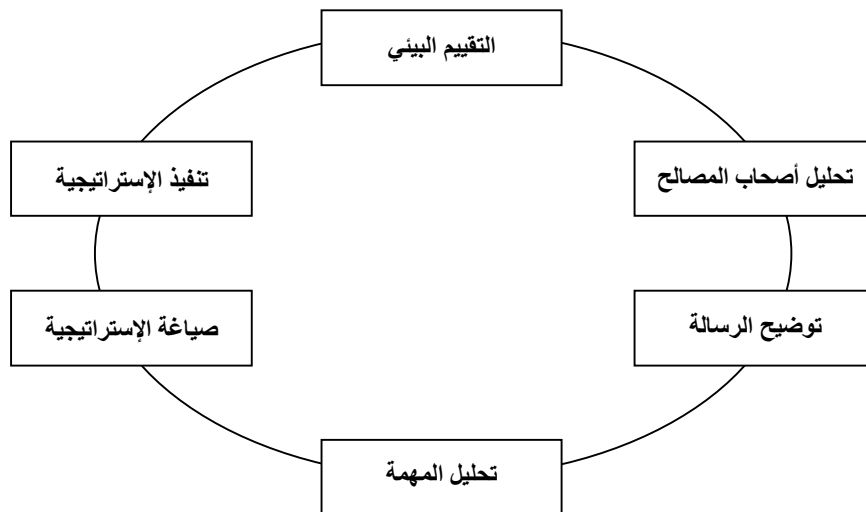 التقييم البيئي
تحليل أصحاب المصالح
تنفيذ الإستراتيجية
توضيح الرسالة
صياغة الإستراتيجية
تحليل المهمة